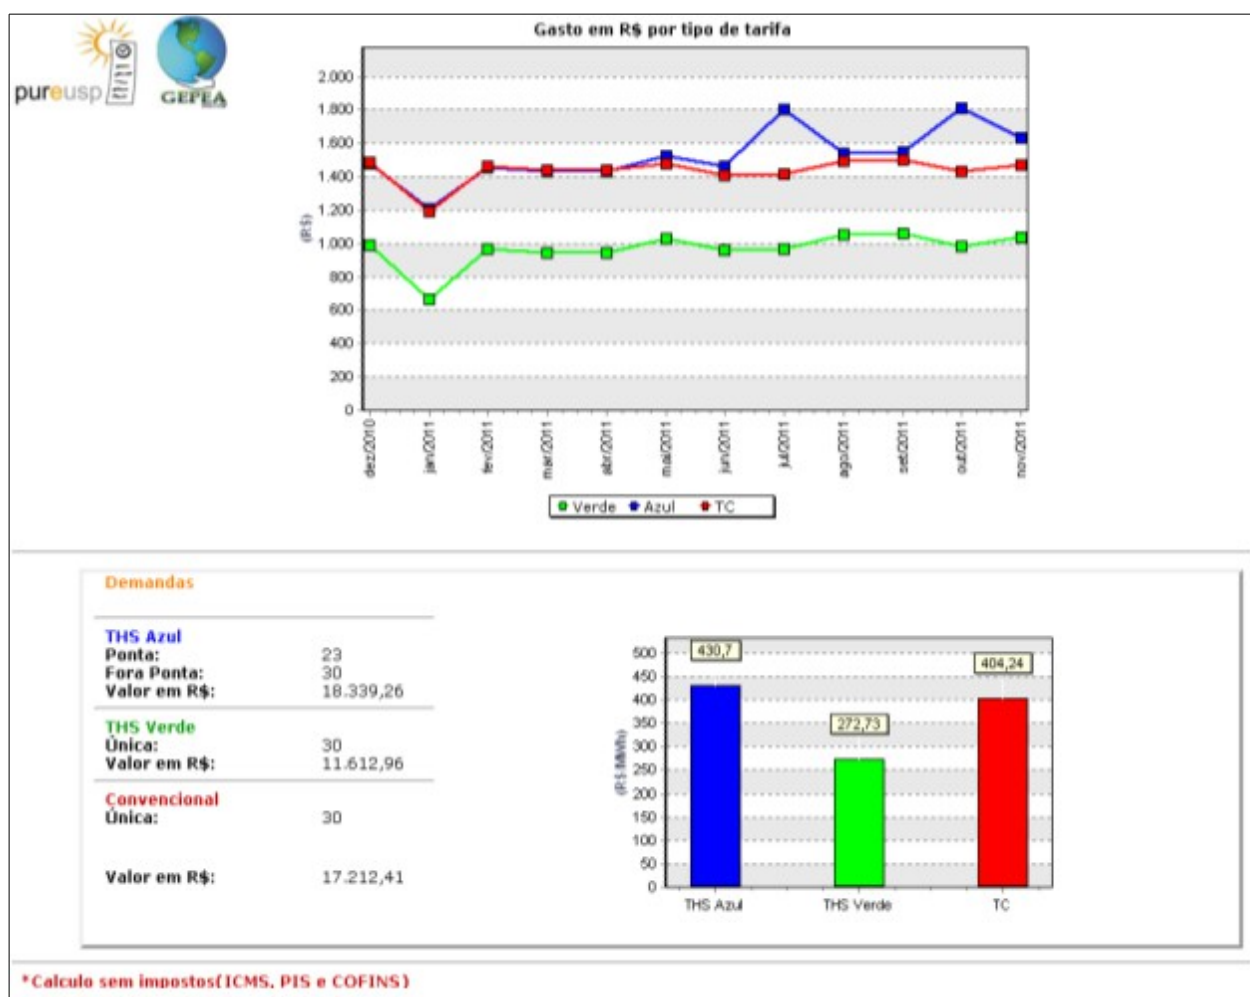 Gasto em R$ por tipo de tarifa
pureusp
GEPEA
2.000
1.800
1.600
1.400
1.200
1.000
800
600
400
200
0
(R$)
dez/2010
jan/2011
fev/2011
mar/2011
abr/2011
mai/2011
jun/2011
jul/2011
ago/2011
set/2011
out/2011
nov/2011
Verde Azul TC
Demandas
THS Azul
Ponta: 23
Fora Ponta: 30
Valor em R$: 18.339,26
THS Verde
Única: 30
Valor em R$: 11.612,96
Convencional
Única: 30
Valor em R$: 17.212,41
500
450
400
350
300
250
200
150
100
50
0
(R$/MWh)
430,7
272,73
404,24
THS Azul THS Verde TC
*Calculo sem impostos(ICMS, PIS e COFINS)